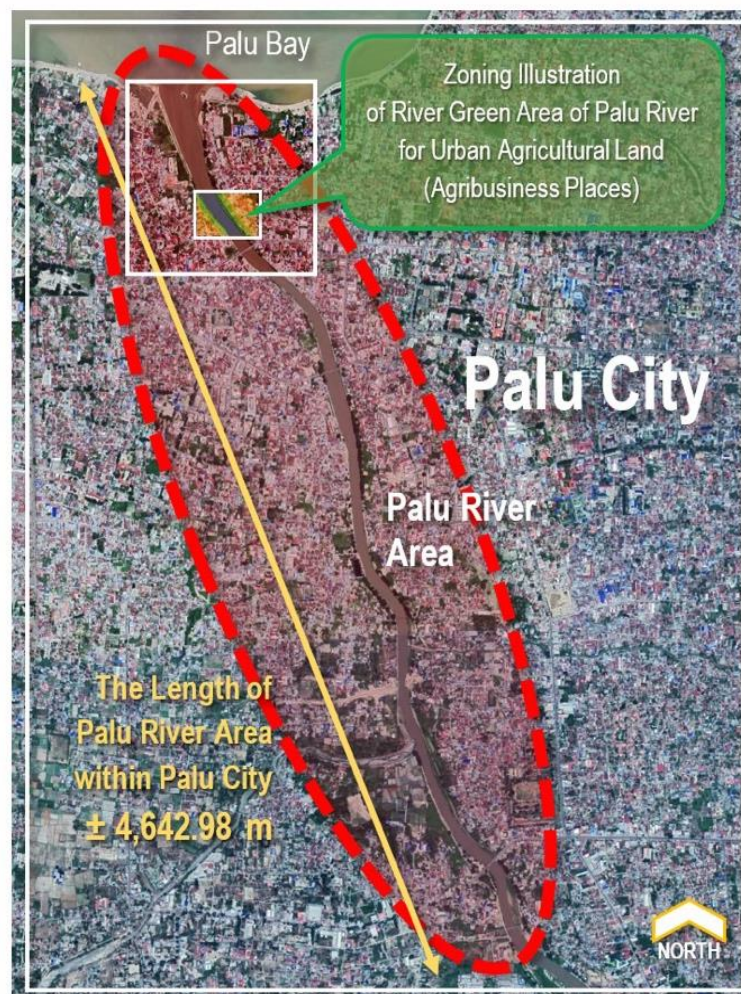 Palu Bay
Zoning Illustration
of River Green Area of Palu River
for Urban Agricultural Land
(Agribusiness Places)
Palu City
Palu River
Area
The Length of
Palu River Area
within Palu City
± 4,642.98 m
NORTH